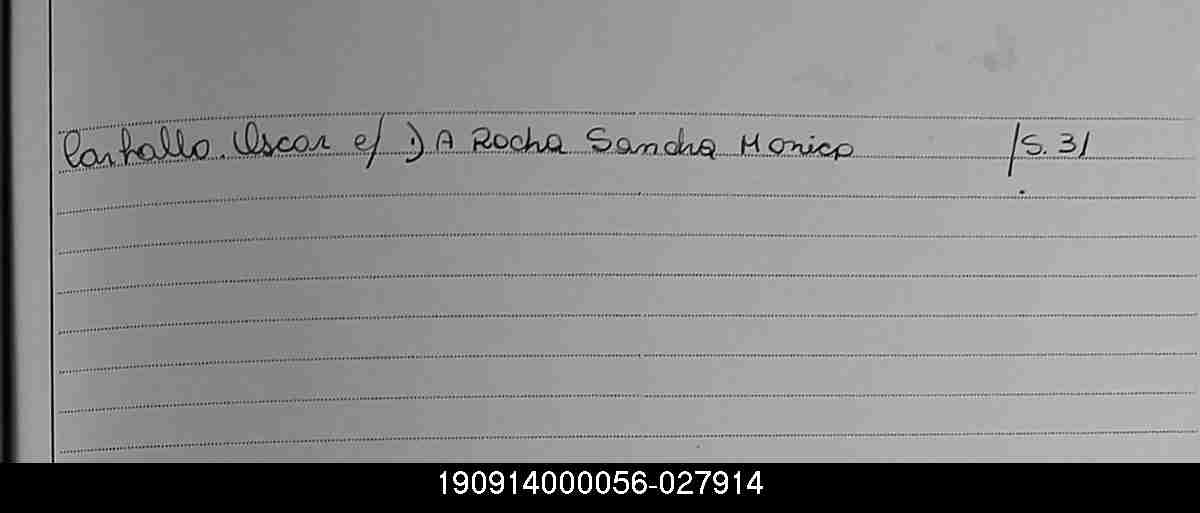 Carballo Oscar c/ D A Rocha Sandra Monica /S. 31
190914000056-027914